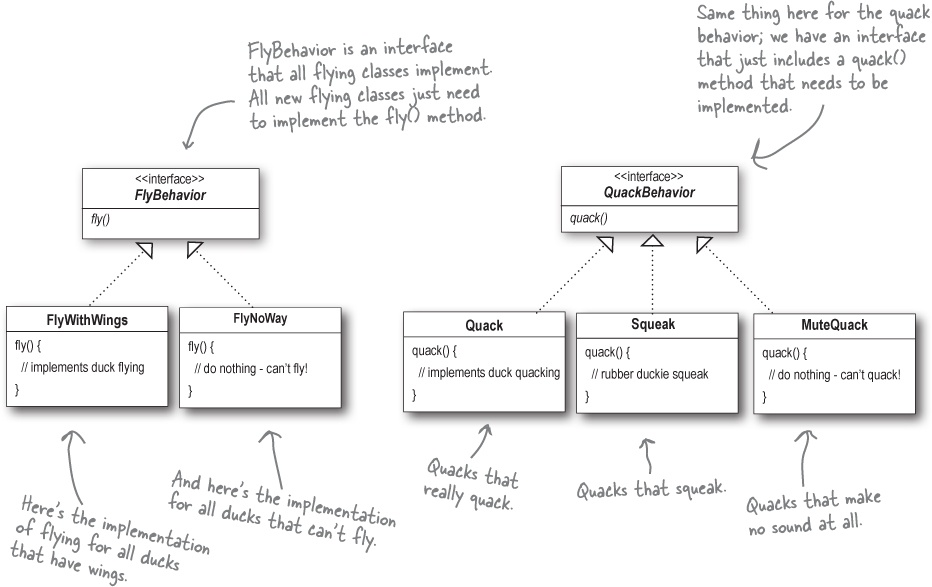 FlyBehavior is an interface
that all flying classes implement.
All new flying classes just need
to implement the fly() method.
Same thing here for the quack
behavior; we have an interface
that just includes a quack()
method that needs to be
implemented.
<<interface>>
FlyBehavior
fly()
<<interface>>
QuackBehavior
quack()
FlyWithWings
fly() {
// implements duck flying
}
FlyNoWay
fly() {
// do nothing - can't fly!
}
Quack
quack() {
// implements duck quacking
}
Squeak
quack() {
// rubber duckie squeak
}
MuteQuack
quack() {
// do nothing - can't quack!
}
Here's the implementation
of flying for all ducks
that have wings.
And here's the implementation
for all ducks that can't fly.
Quacks that
really quack.
Quacks that squeak.
Quacks that make
no sound at all.